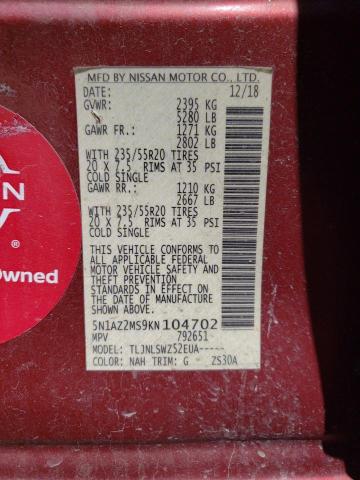 MFD BY NISSAN MOTOR CO., LTD.
DATE: 12/18
GVWR: 2395 KG
5280 LB
GAWR FR.: 1271 KG
2802 LB
WITH 235/55R20 TIRES
20 X 7.5 RIMS AT 35 PSI
COLD SINGLE
GAWR RR.: 1210 KG
2667 LB
WITH 235/55R20 TIRES
20 X 7.5 RIMS AT 35 PSI
COLD SINGLE
THIS VEHICLE CONFORMS TO
ALL APPLICABLE FEDERAL
MOTOR VEHICLE SAFETY AND
THEFT PREVENTION
STANDARDS IN EFFECT ON
THE DATE OF MANUFACTURE
SHOWN ABOVE.
5N1AZ2MS9KN104702
MPV 792651
MODEL: TLJNLSWZ52EUA-----
COLOR: NAH TRIM: G ZS30A
N
®
Owned